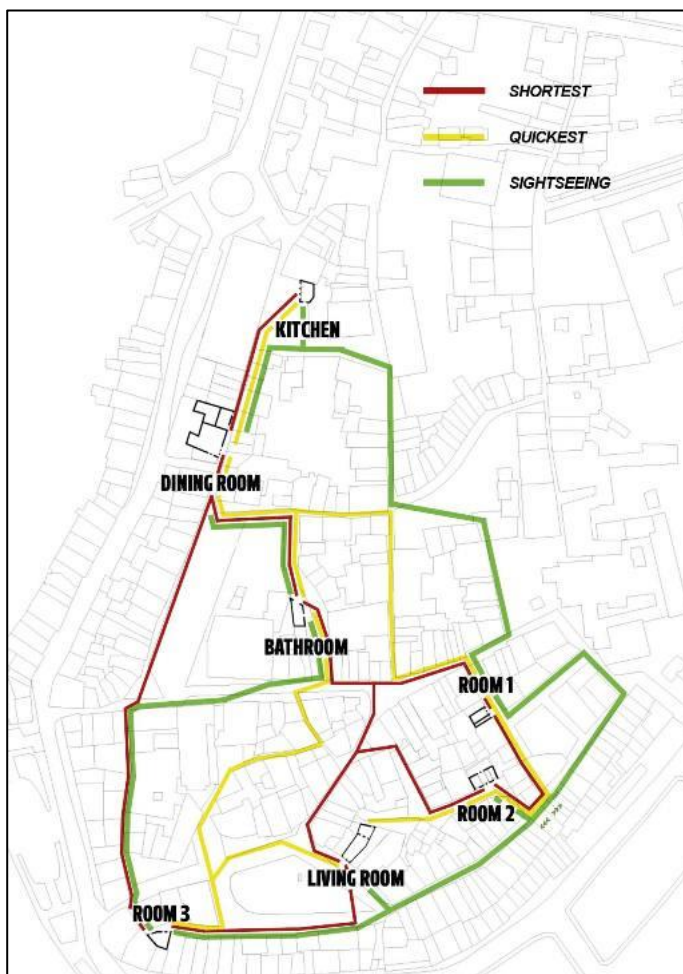 SHORTEST
QUICKEST
SIGHTSEEING
KITCHEN
DINING ROOM
BATHROOM
ROOM 1
ROOM 2
LIVING ROOM
ROOM 3